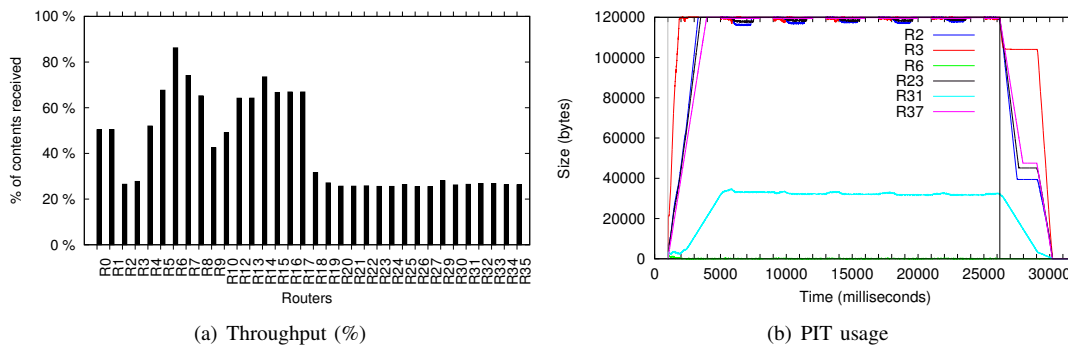 100 %
80 %
60 %
40 %
20 %
0 %
% of contents received
R0
R1
R2
R3
R4
R5
R6
R7
R8
R9
R10
R12
R13
R14
R15
R16
R17
R18
R19
R20
R21
R22
R23
R24
R25
R26
R27
R29
R30
R31
R32
R33
R34
R35
Routers
(a) Throughput (%)
120000
100000
80000
60000
40000
20000
0
Size (bytes)
R2
R3
R6
R23
R31
R37
0 5000 10000 15000 20000 25000 30000
Time (milliseconds)
(b) PIT usage